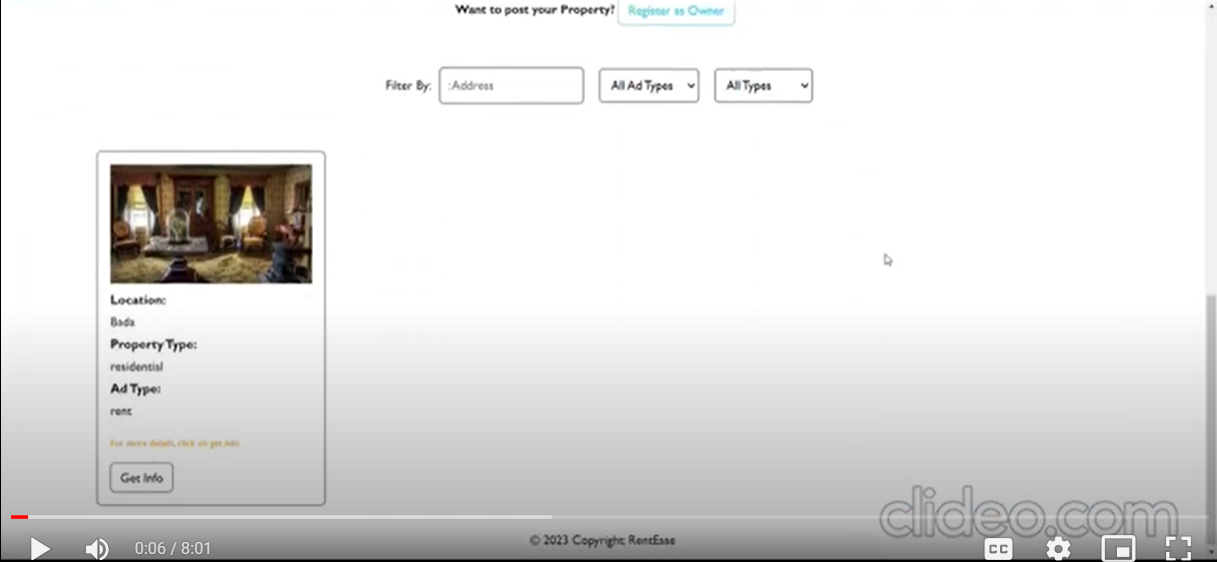 Want to post your Property? Register as Owner
Filter By: :Address All Ad Types All Types
Location:
Bada
Property Type:
residential
Ad Type:
rent
For more details, click on get info
Get Info
clideo.com
© 2023 Copyright: RentEase
0:06 / 8:01
CC